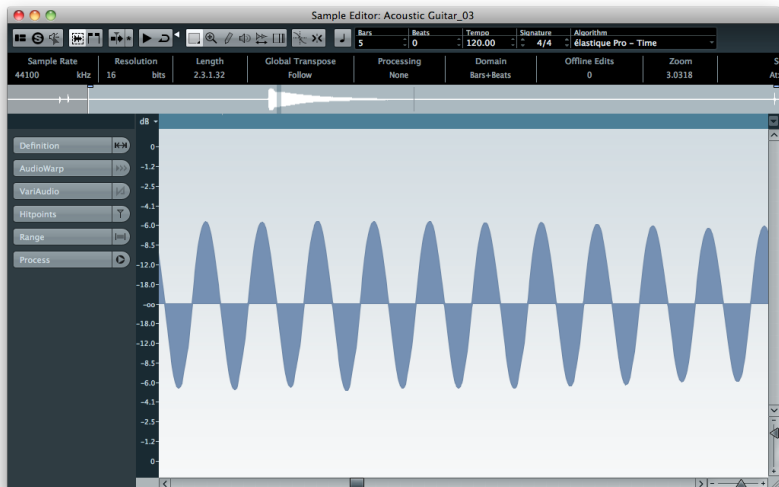 Sample Editor: Acoustic Guitar_03
Bars Beats Tempo Signature Algorithm
5 0 120.00 4/4 élastique Pro – Time
Sample Rate Resolution Length Global Transpose Processing Domain Offline Edits Zoom S
44100 kHz 16 bits 2.3.1.32 Follow None Bars+Beats 0 3.0318 At:
dB
Definition
AudioWarp
VariAudio
Hitpoints
Range
Process
0
-1.2
-2.5
-4.1
-6.0
-8.5
-12.0
-18.0
-oo
-18.0
-12.0
-8.5
-6.0
-4.1
-2.5
-1.2
0